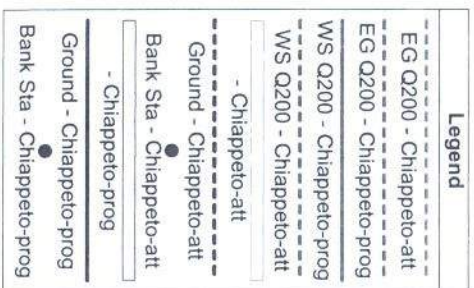 Legend
EG Q200 - Chiappeto-att
EG Q200 - Chiappeto-prog
WS Q200 - Chiappeto-prog
WS Q200 - Chiappeto-att
- Chiappeto-att
Ground - Chiappeto-att
Bank Sta - Chiappeto-att
- Chiappeto-prog
Ground - Chiappeto-prog
Bank Sta - Chiappeto-prog